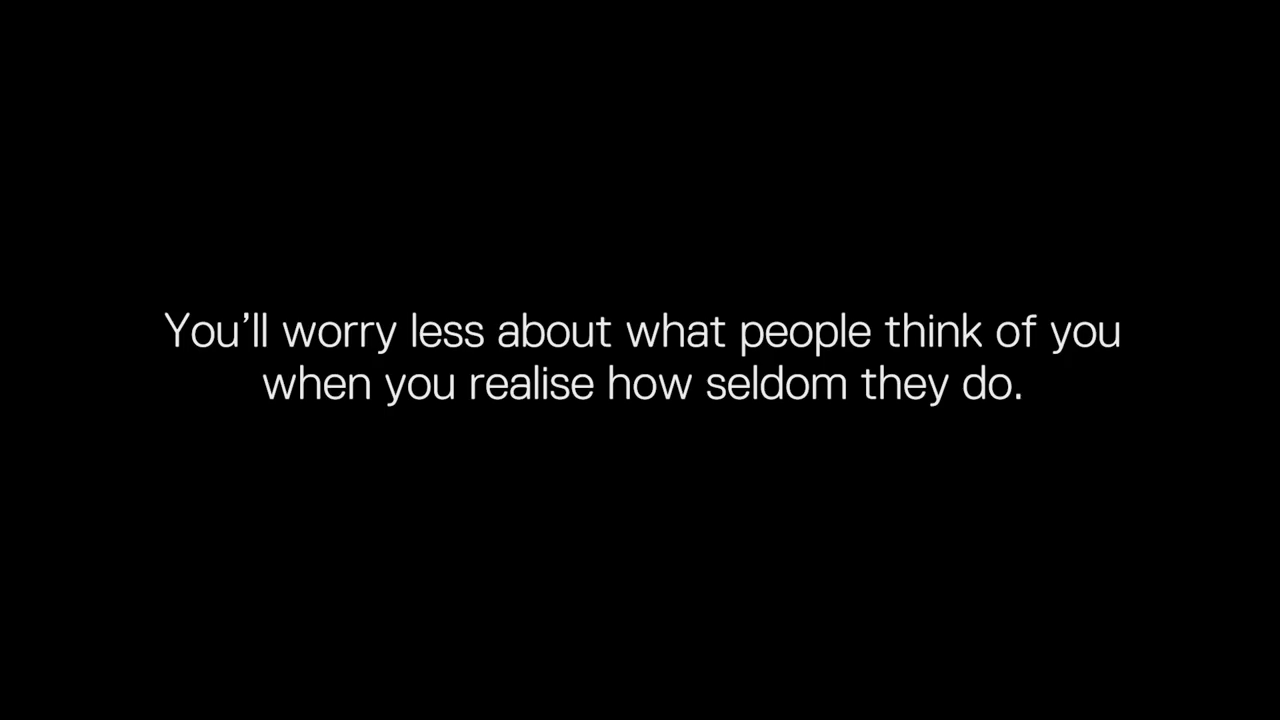 You’ll worry less about what people think of you
when you realise how seldom they do.